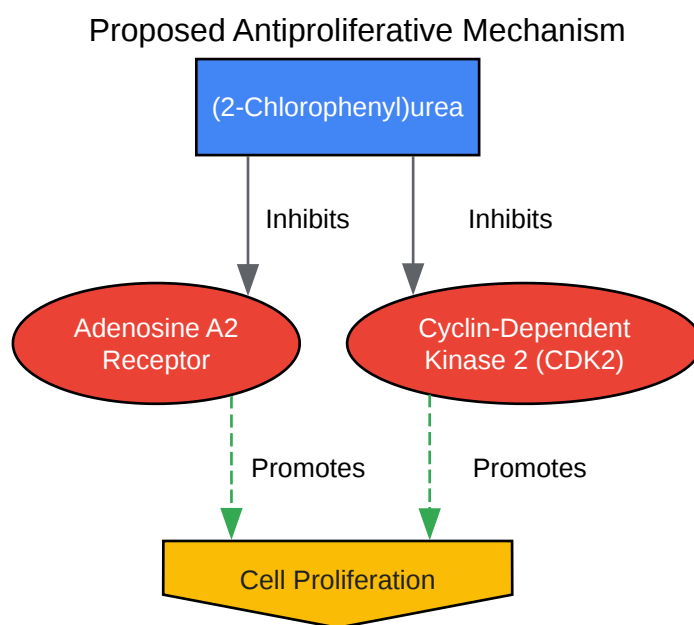 Proposed Antiproliferative Mechanism
(2-Chlorophenyl)urea
Inhibits
Inhibits
Adenosine A2
Receptor
Cyclin-Dependent
Kinase 2 (CDK2)
Promotes
Promotes
Cell Proliferation